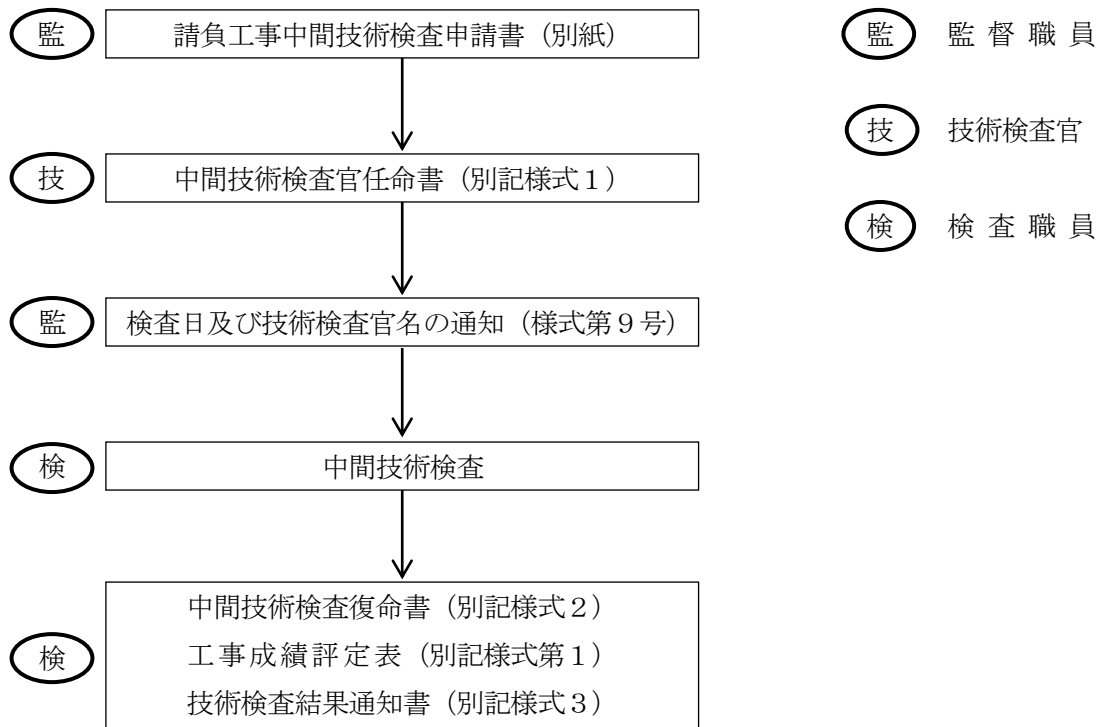 監 請負工事中間技術検査申請書（別紙） 監 監督職員
技 中間技術検査官任命書（別記様式１） 技 技術検査官
監 検査日及び技術検査官名の通知（様式第９号） 検 検査職員
検 中間技術検査
中間技術検査復命書（別記様式２）
検 工事成績評定表（別記様式第１）
技術検査結果通知書（別記様式３）